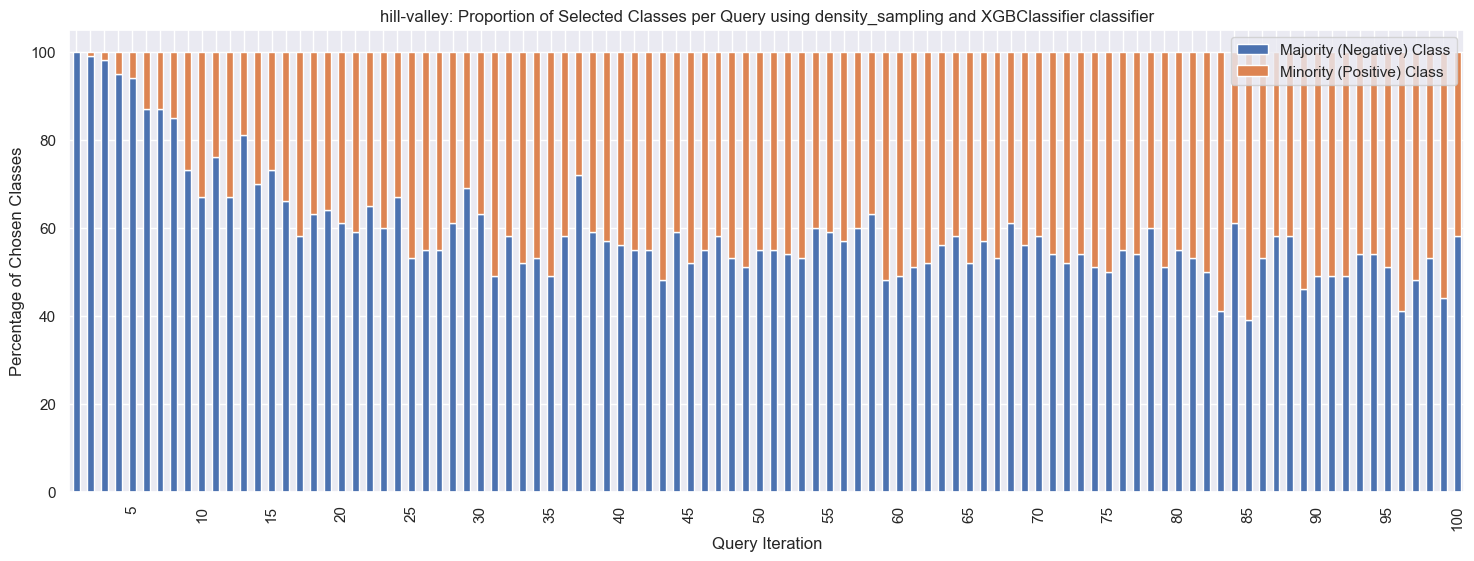 hill-valley: Proportion of Selected Classes per Query using density_sampling and XGBClassifier classifier
Majority (Negative) Class
Minority (Positive) Class
Percentage of Chosen Classes
100
80
60
40
20
0
5 10 15 20 25 30 35 40 45 50 55 60 65 70 75 80 85 90 95 100
Query Iteration